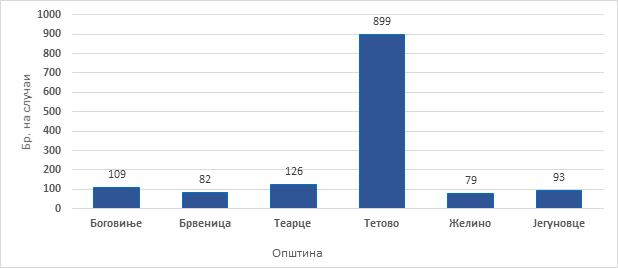 Бр. на случаи
1000
900
800
700
600
500
400
300
200
100
0
109
82
126
899
79
93
Боговиње
Брвеница
Теарце
Тетово
Желино
Јегуновце
Општина